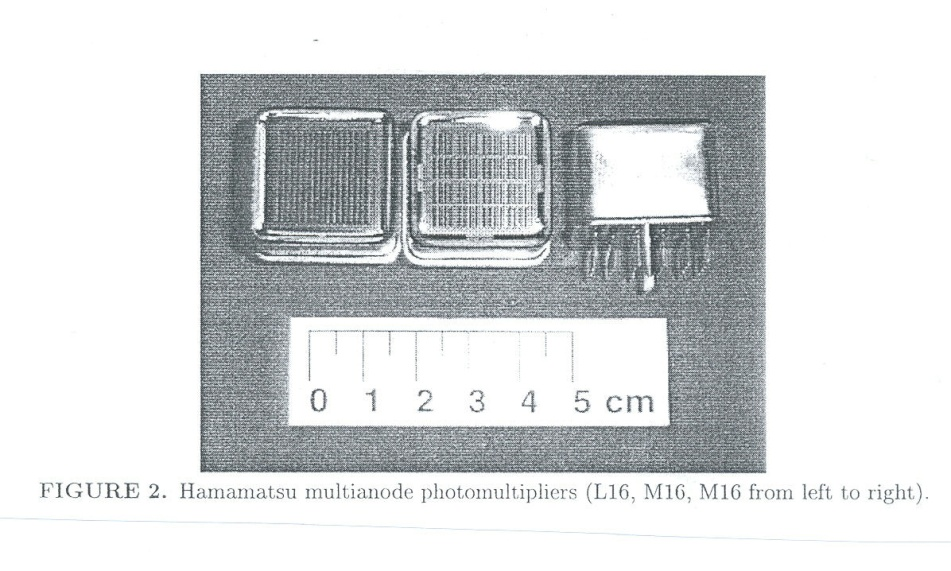 0 1 2 3 4 5 cm
FIGURE 2. Hamamatsu multianode photomultipliers (L16, M16, M16 from left to right).